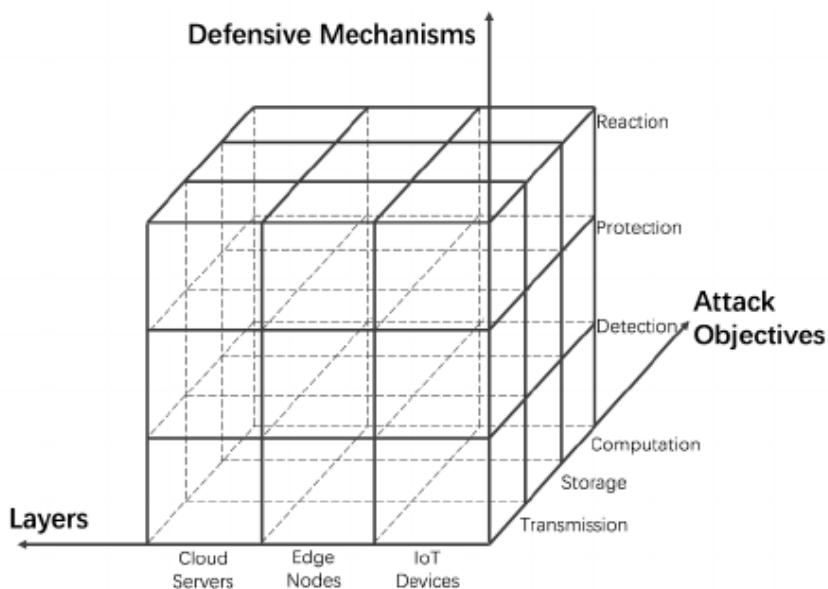 Defensive Mechanisms
Reaction
Protection
Attack
Objectives
Detection
Computation
Storage
Transmission
Layers
Cloud
Servers
Edge
Nodes
IoT
Devices